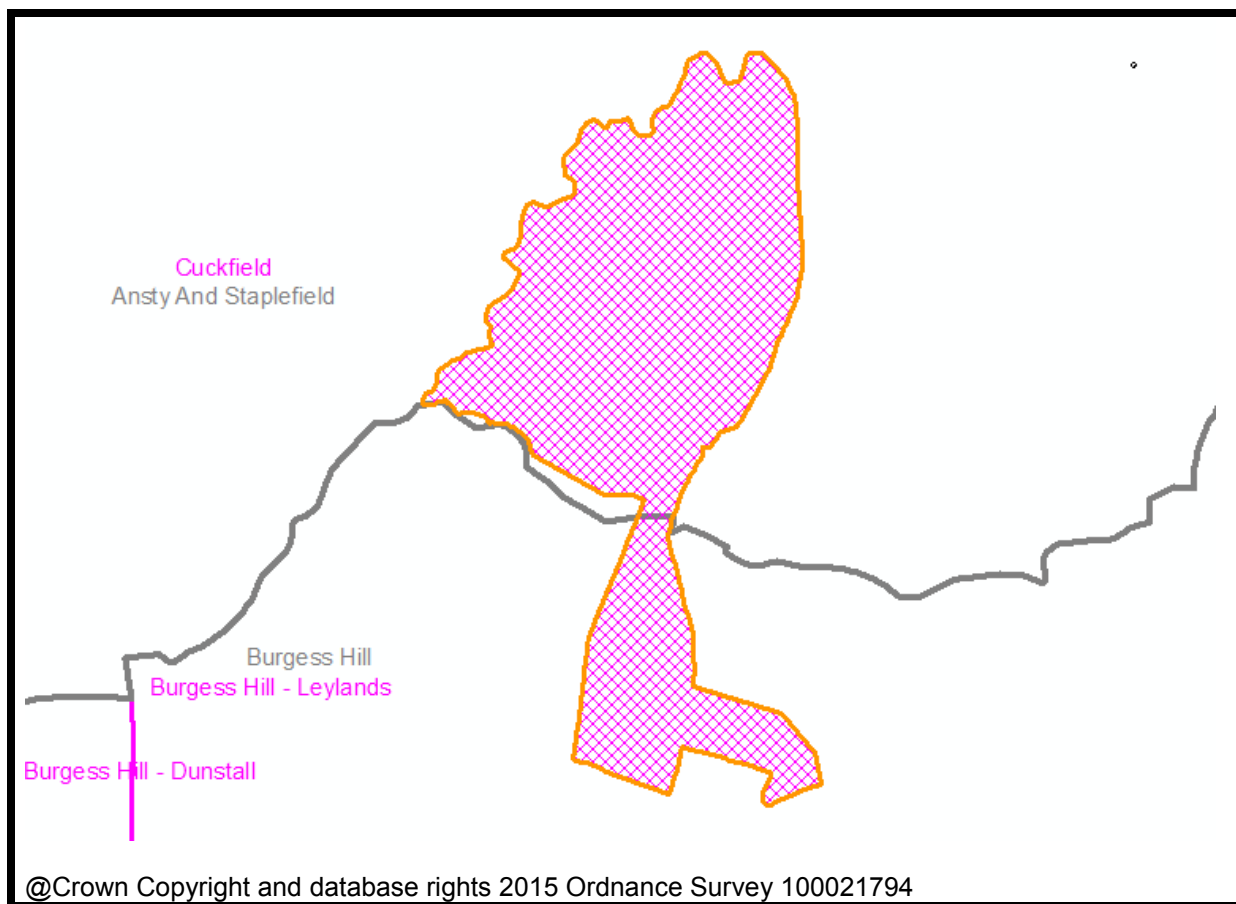 Cuckfield
Ansty And Staplefield
Burgess Hill
Burgess Hill - Leylands
Burgess Hill - Dunstall
@Crown Copyright and database rights 2015 Ordnance Survey 100021794